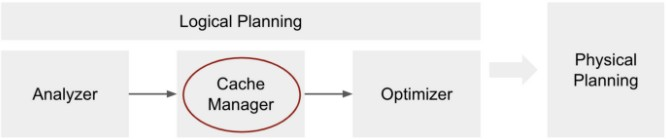 Logical Planning
Analyzer
Cache
Manager
Optimizer
Physical
Planning